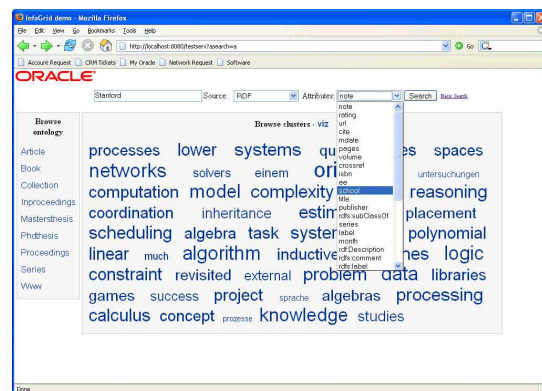 InfoGrid demo - Mozilla Firefox
File Edit View Go Bookmarks Tools Help
http://localhost:8080/testserv?asearch=a
Go
Account Request CRM Tickets My Oracle Network Request Software
ORACLE
Stanford Source: RDF Attributes: note Search Basic Search
note
rating
url
cite
mdate
pages
volume
crossref
isbn
ee
school
title
publisher
rdfs:subClassOf
series
label
month
rdf:Description
rdfs:comment
rdfs:label
Browse
ontology
Article
Book
Collection
Inproceedings
Mastersthesis
Phdthesis
Proceedings
Series
Www
Browse clusters - viz
processes lower systems qu es spaces
networks solvers einem ori untersuchungen
computation model complexity reasoning
coordination inheritance estim placement
scheduling algebra task system polynomial
linear much algorithm inductive nes logic
constraint revisited external problem data libraries
games success project sprache algebras processing
calculus concept prozesse knowledge studies
Done